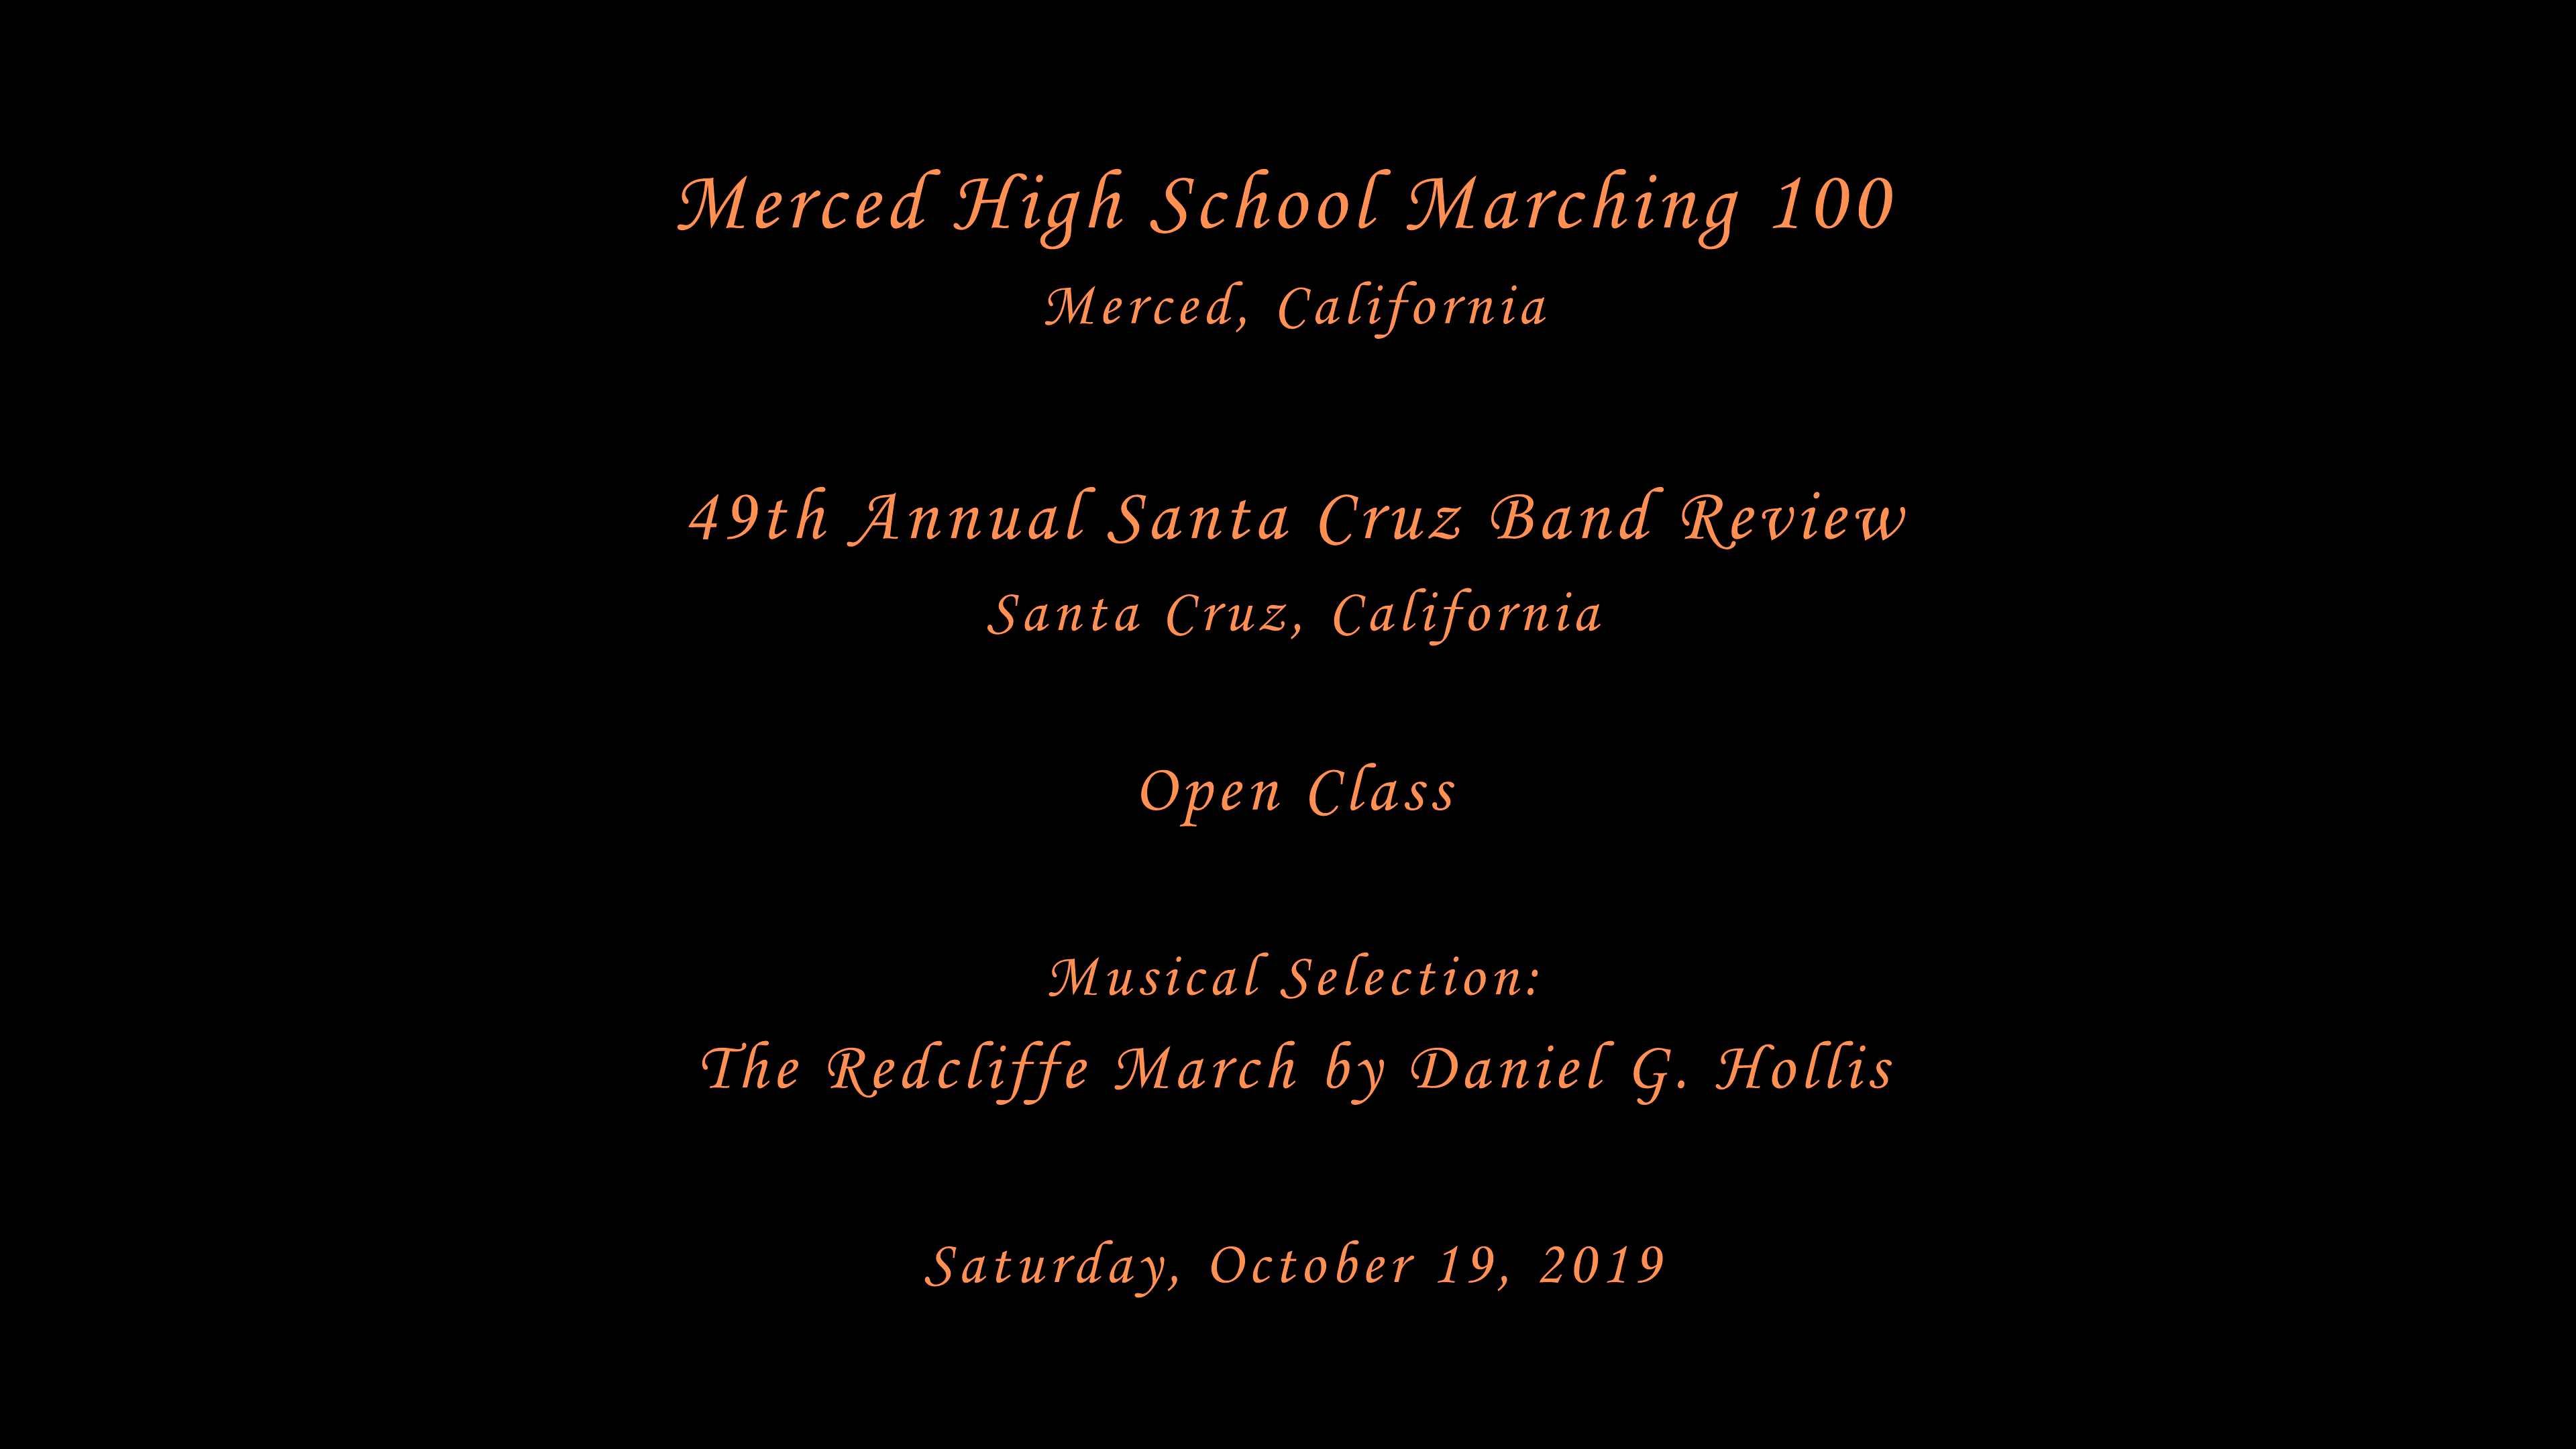 Merced High School Marching 100
Merced, California
49th Annual Santa Cruz Band Review
Santa Cruz, California
Open Class
Musical Selection:
The Redcliffe March by Daniel G. Hollis
Saturday, October 19, 2019